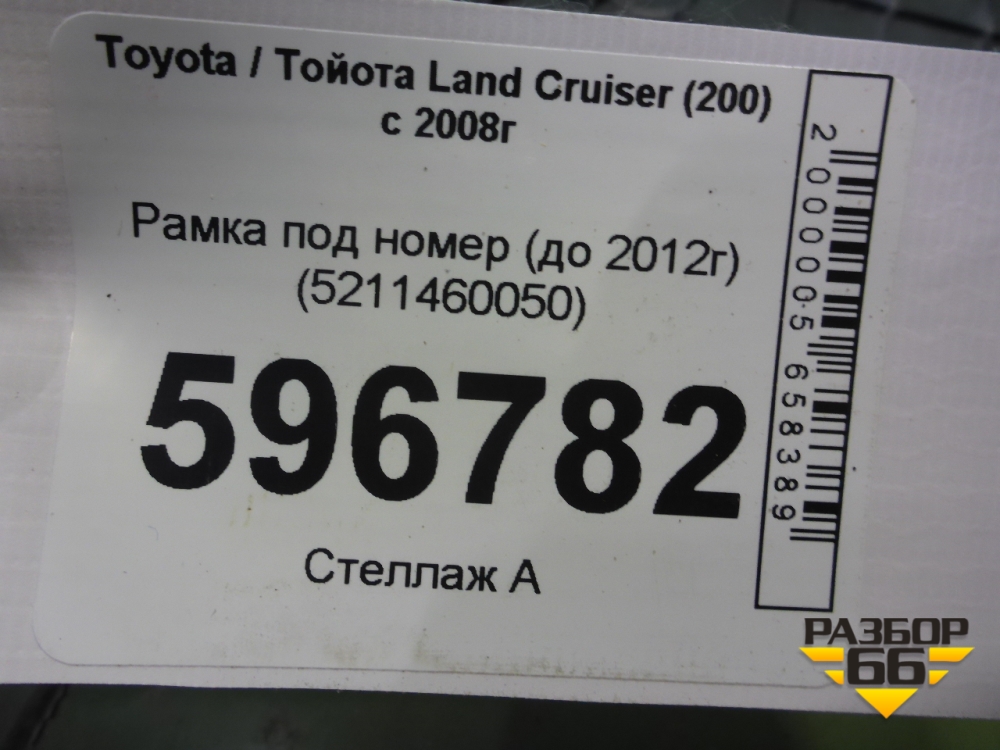 Toyota / Тойота Land Cruiser (200)
с 2008г
Рамка под номер (до 2012г)
(5211460050)
596782
Стеллаж А
2000005658389
РАЗБОР
66